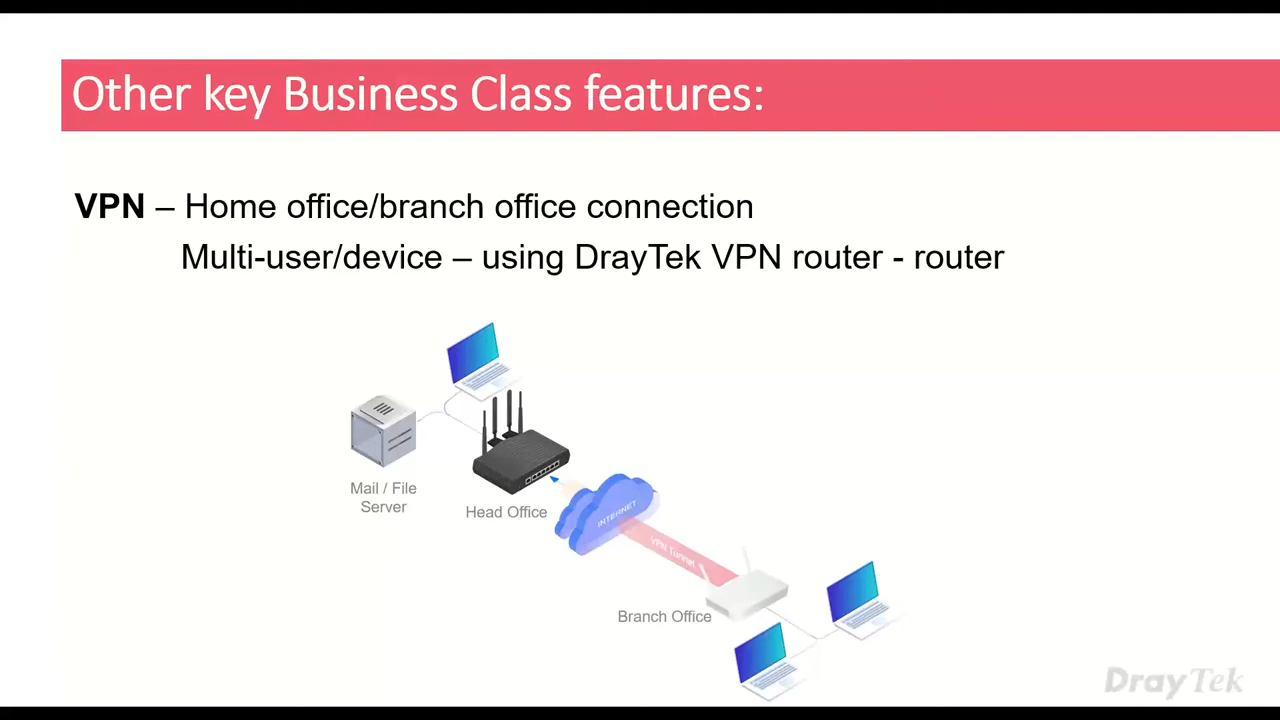 Other key Business Class features:
VPN – Home office/branch office connection
Multi-user/device – using DrayTek VPN router - router
Mail / File
Server
Head Office
INTERNET
VPN Tunnel
Branch Office
DrayTek